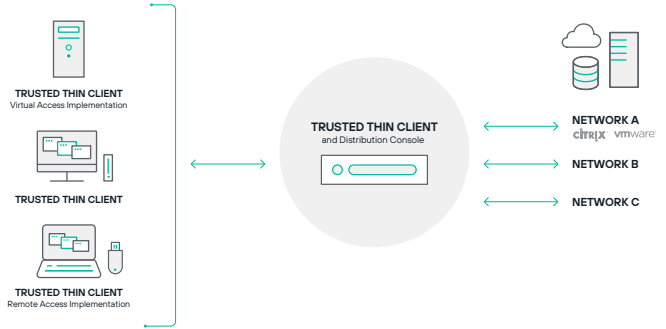 TRUSTED THIN CLIENT
Virtual Access Implementation
TRUSTED THIN CLIENT
TRUSTED THIN CLIENT
Remote Access Implementation
TRUSTED THIN CLIENT
and Distribution Console
NETWORK A
citrix vmware
NETWORK B
NETWORK C